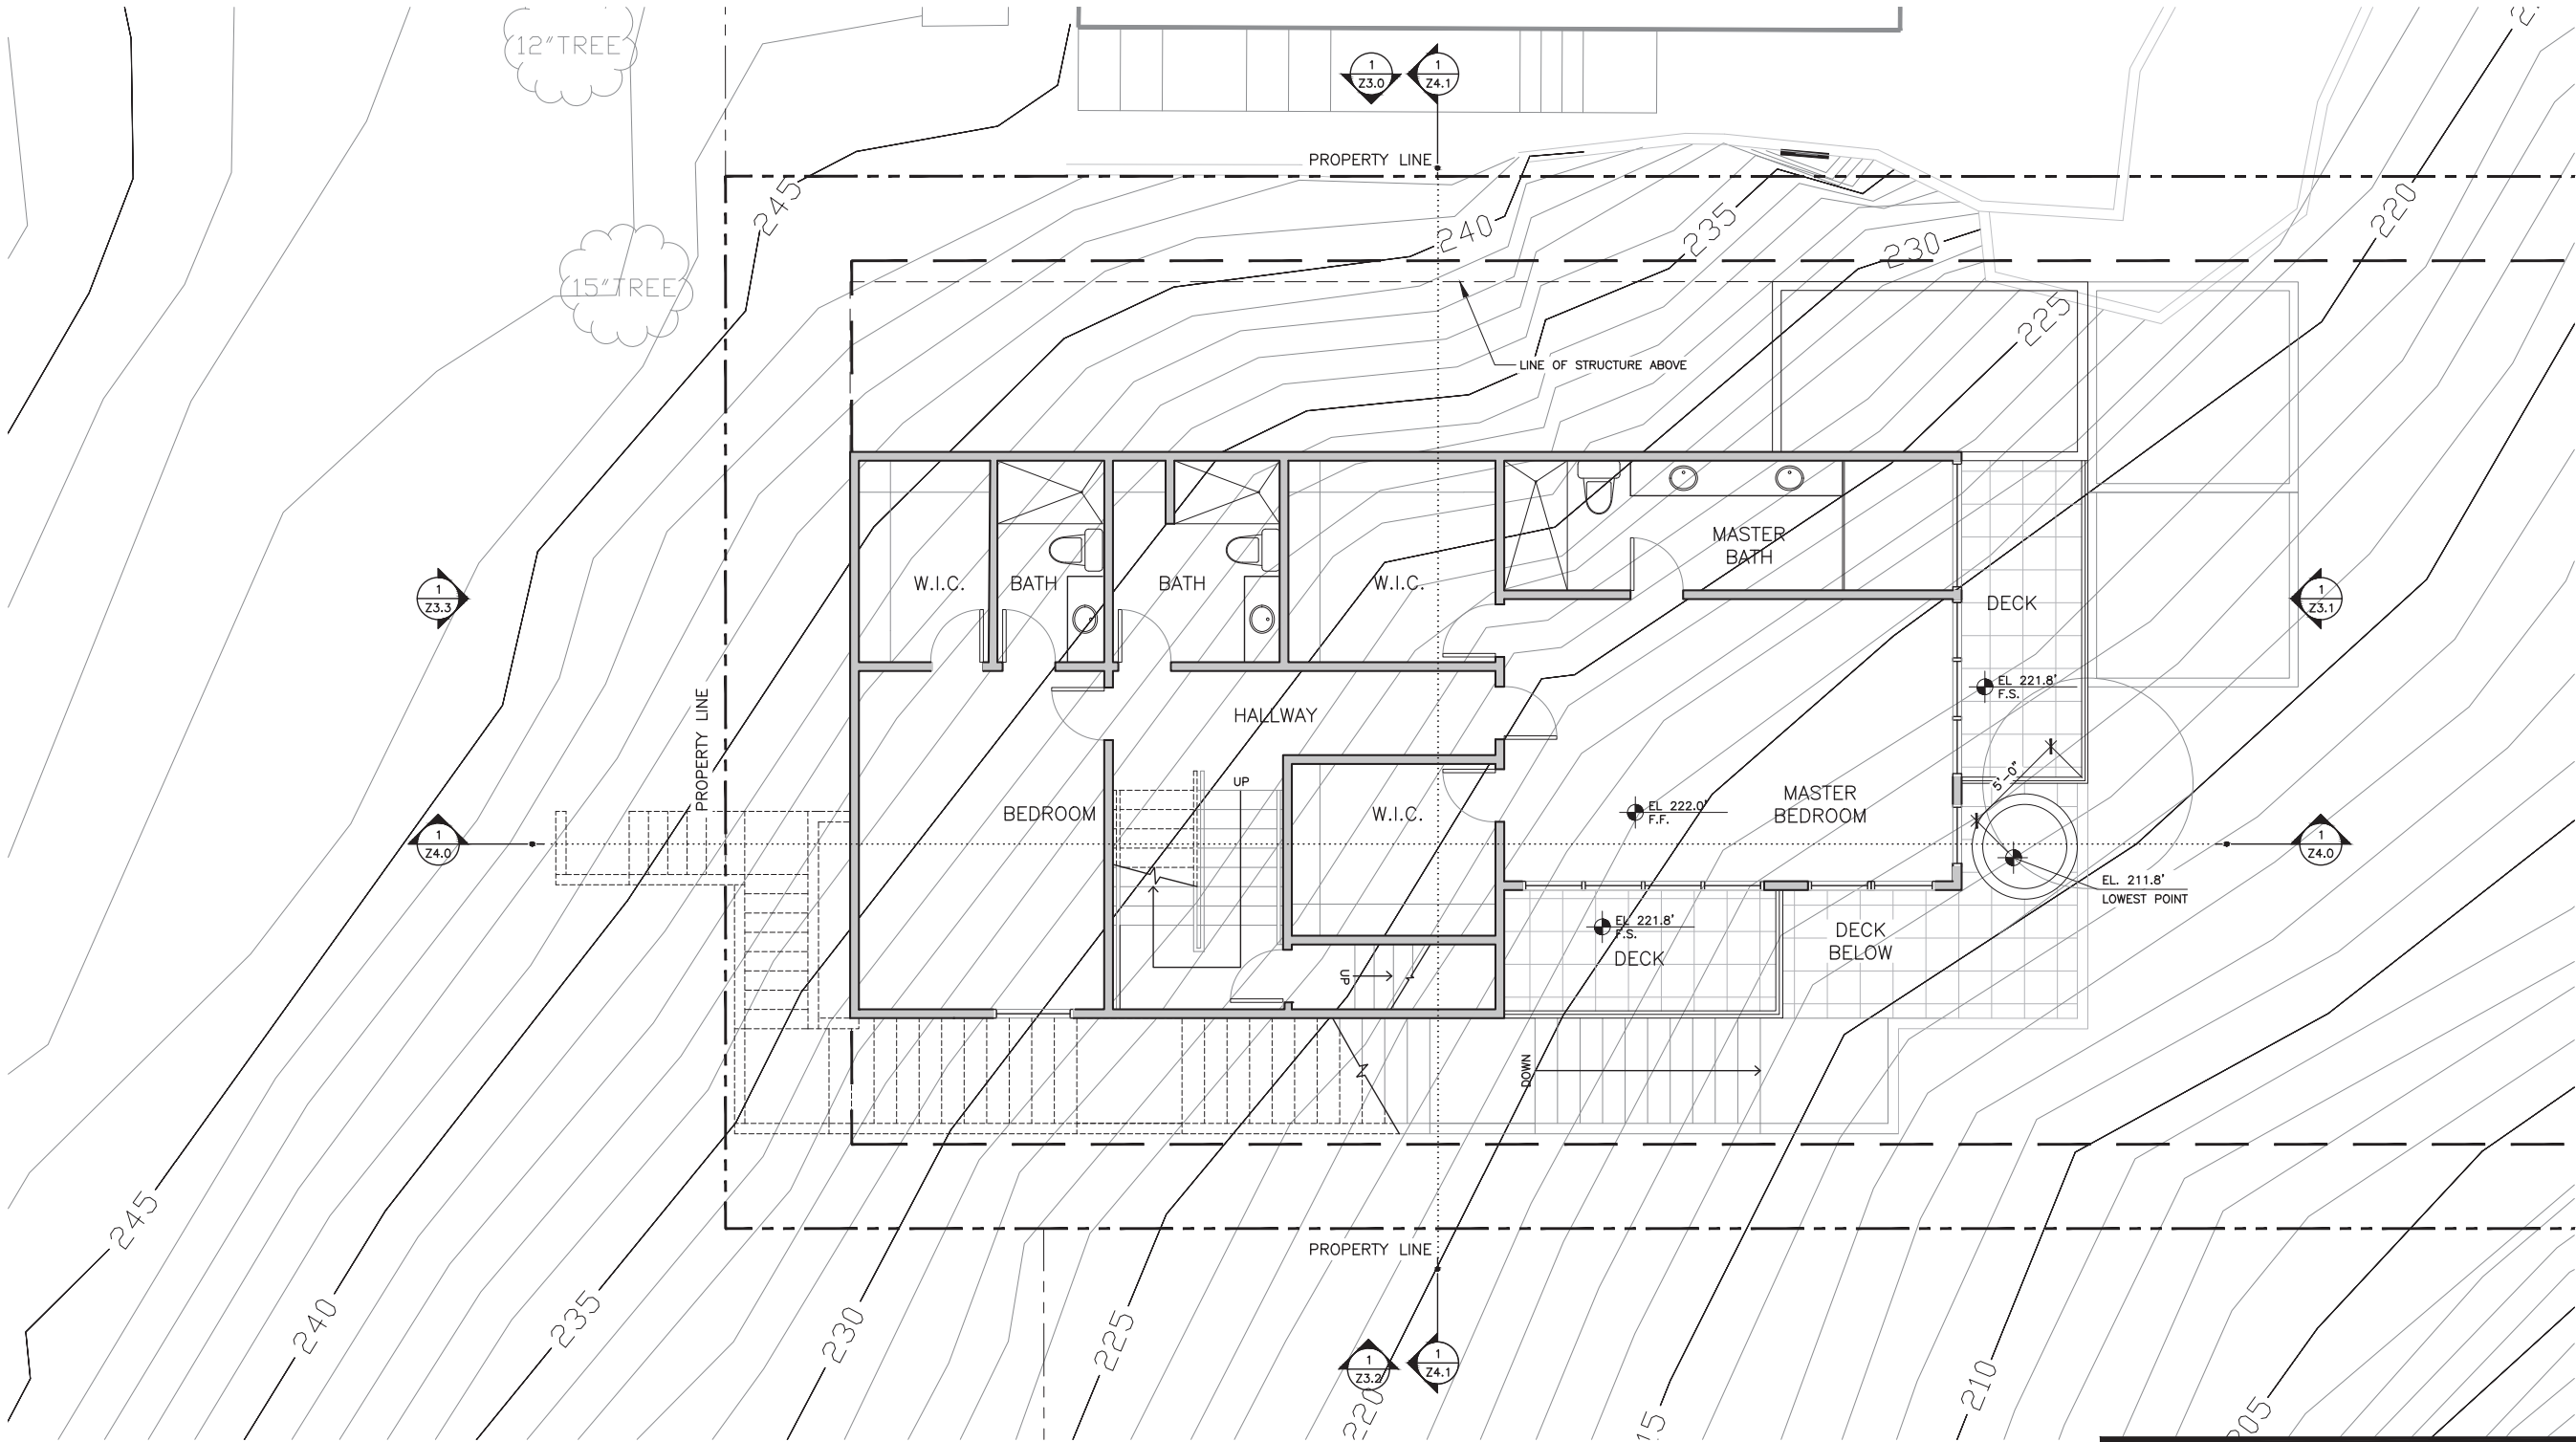 12"TREE
1
Z3.0
1
Z4.1
PROPERTY LINE
245
240
235
230
220
15"TREE
225
LINE OF STRUCTURE ABOVE
MASTER
BATH
W.I.C.
BATH
BATH
W.I.C.
DECK
1
Z3.3
1
Z3.1
PROPERTY LINE
EL 221.8'
F.S.
HALLWAY
UP
5'-0"
BEDROOM
W.I.C.
EL 222.0'
F.F.
MASTER
BEDROOM
1
Z4.0
1
Z4.0
EL. 211.8'
LOWEST POINT
EL 221.8'
F.S.
DECK
DECK
BELOW
UP
DOWN
PROPERTY LINE
245
240
235
230
225
1
Z3.2
1
Z4.1
220
15
210
205